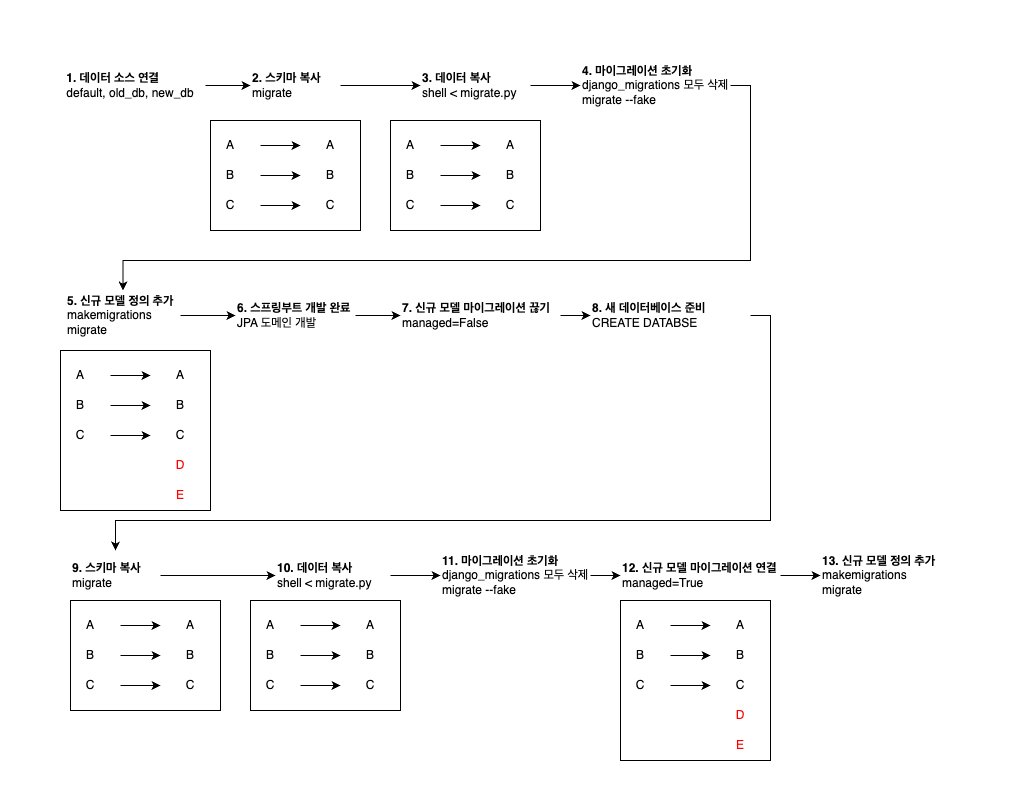 1. 데이터 소스 연결
default, old_db, new_db
2. 스키마 복사
migrate
3. 데이터 복사
shell < migrate.py
4. 마이그레이션 초기화
django_migrations 모두 삭제
migrate --fake
A A
B B
C C
A A
B B
C C
5. 신규 모델 정의 추가
makemigrations
migrate
6. 스프링부트 개발 완료
JPA 도메인 개발
7. 신규 모델 마이그레이션 끊기
managed=False
8. 새 데이터베이스 준비
CREATE DATABSE
A A
B B
C C
D
E
9. 스키마 복사
migrate
10. 데이터 복사
shell < migrate.py
11. 마이그레이션 초기화
django_migrations 모두 삭제
migrate --fake
12. 신규 모델 마이그레이션 연결
managed=True
13. 신규 모델 정의 추가
makemigrations
migrate
A A
B B
C C
A A
B B
C C
A A
B B
C C
D
E